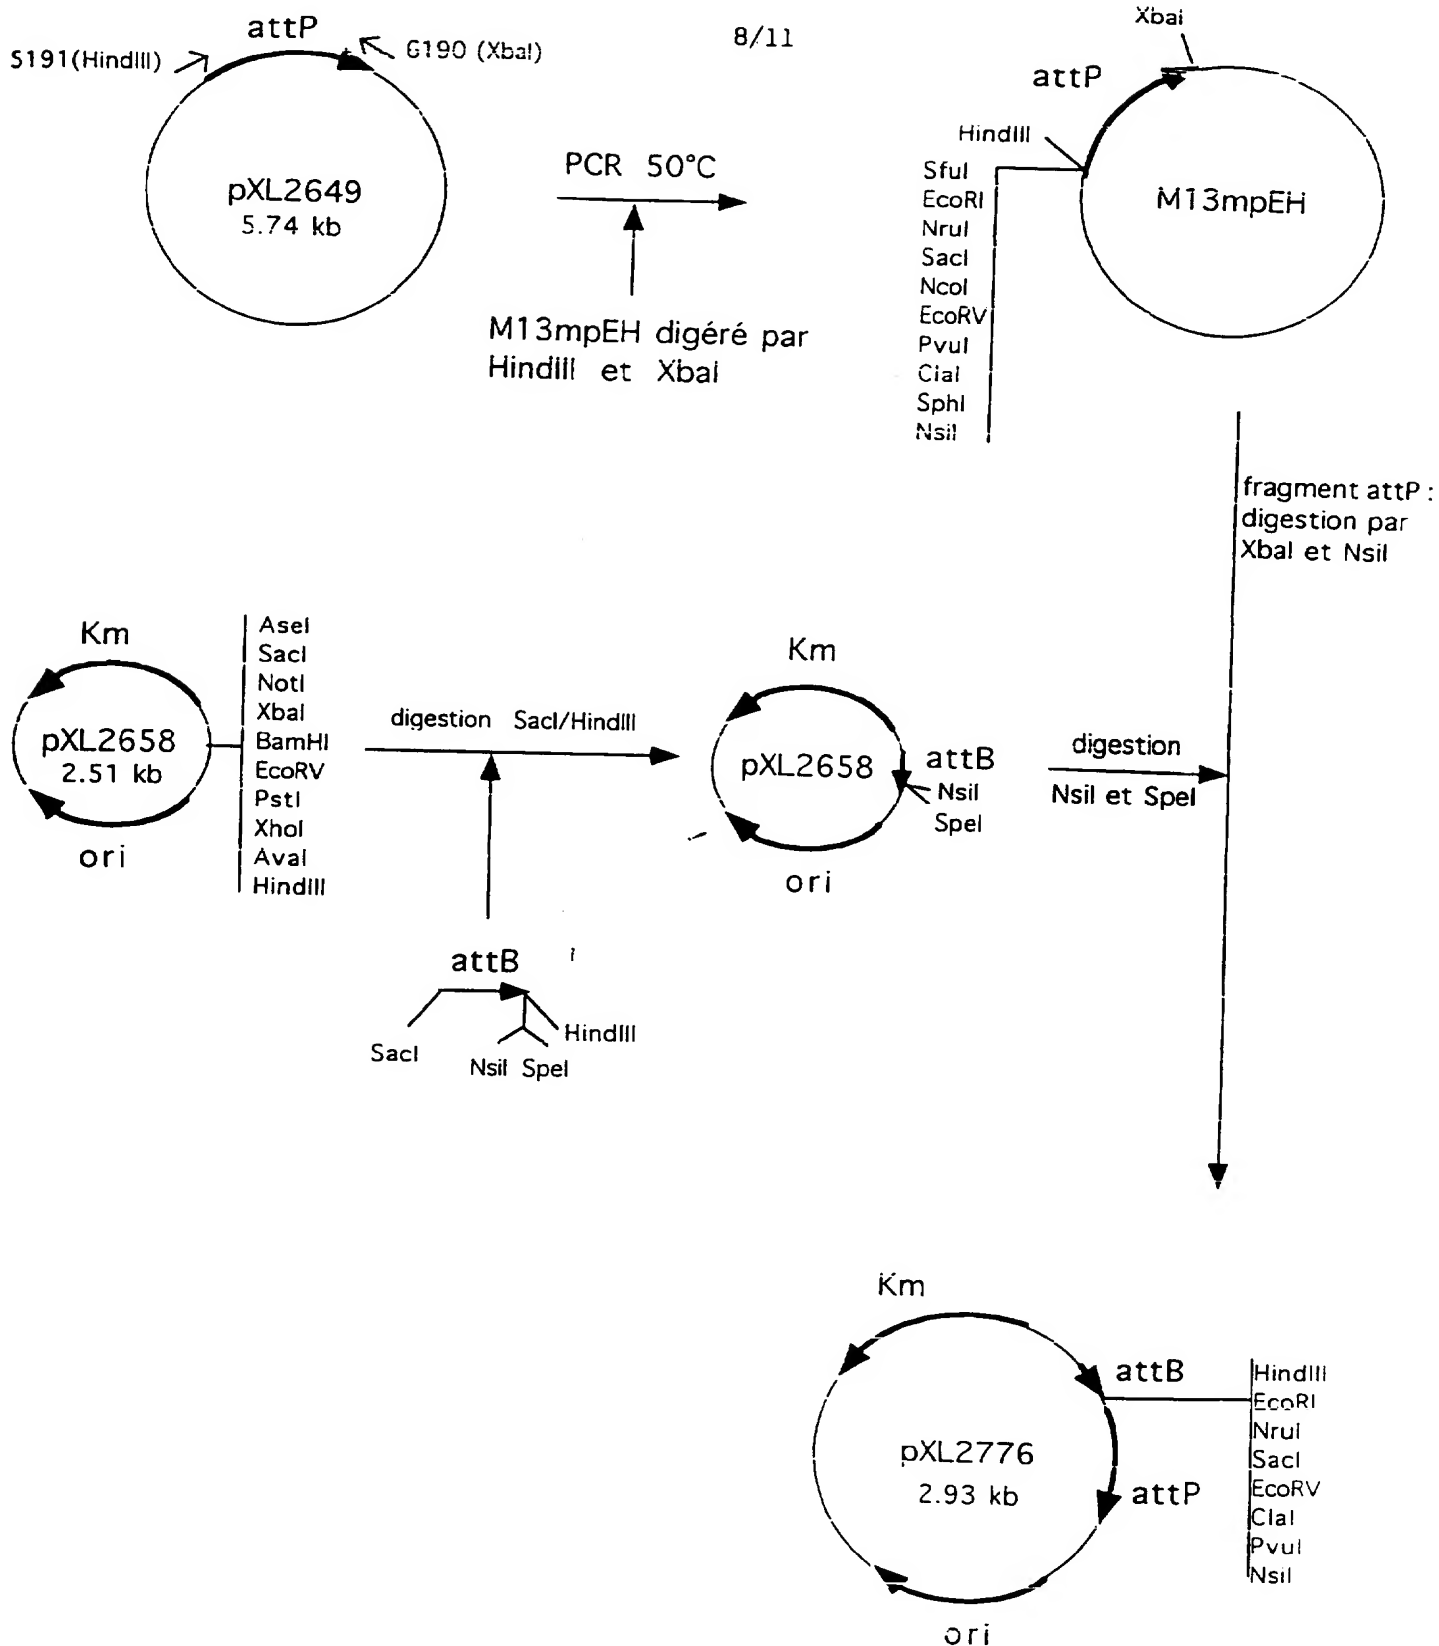 8/11
attP
S191(HindIII)
G190 (XbaI)
pXL2649
5.74 kb
PCR 50°C
M13mpEH digéré par
HindIII et XbaI
XbaI
attP
HindIII
SfuI
EcoRI
NruI
SacI
NcoI
EcoRV
PvuI
ClaI
SphI
NsiI
M13mpEH
fragment attP :
digestion par
XbaI et NsiI
Km
pXL2658
2.51 kb
ori
AseI
SacI
NotI
XbaI
BamHI
EcoRV
PstI
XhoI
AvaI
HindIII
digestion SacI/HindIII
attB
SacI
NsiI SpeI
HindIII
Km
pXL2658
attB
NsiI
SpeI
ori
digestion
NsiI et SpeI
Km
attB
pXL2776
2.93 kb
attP
ori
HindIII
EcoRI
NruI
SacI
EcoRV
ClaI
PvuI
NsiI